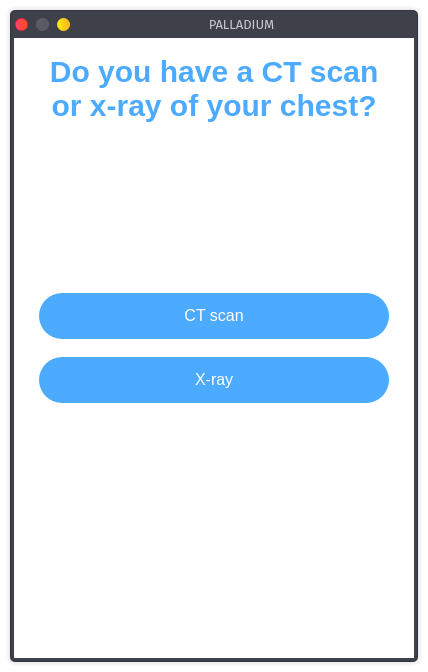 PALLADIUM
Do you have a CT scan
or x-ray of your chest?
CT scan
X-ray